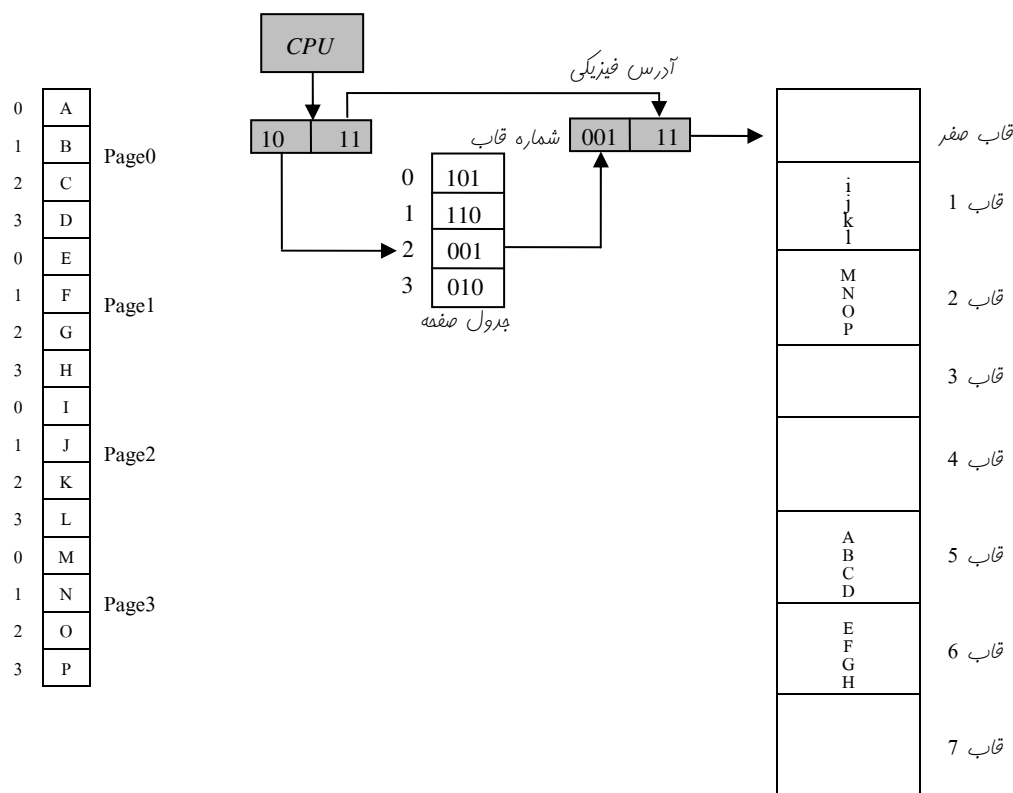 CPU
آدرس فیزیکی
10 11
شماره قاب
001 11
0 A
1 B
2 C
3 D
Page0
0 E
1 F
2 G
3 H
Page1
0 I
1 J
2 K
3 L
Page2
0 M
1 N
2 O
3 P
Page3
0 101
1 110
2 001
3 010
جدول صفحه
قاب صفر
i
j
k
l
قاب 1
M
N
O
P
قاب 2
قاب 3
قاب 4
A
B
C
D
قاب 5
E
F
G
H
قاب 6
قاب 7